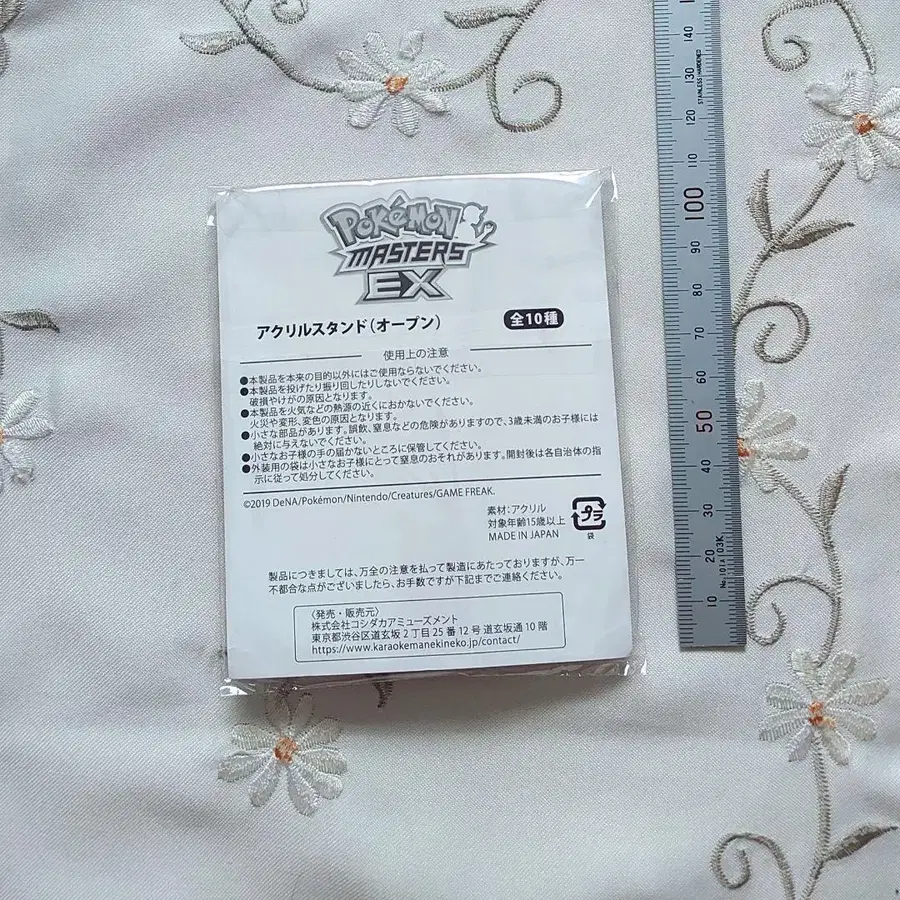 POKéMON
MASTERS
EX
アクリルスタンド(オープン)
全10種
使用上の注意
●本製品を本来の目的以外にはご使用ならないでください。
●本製品を投げたり振り回したりしないでください。
破損やけがの原因となります。
●本製品を火気などの熱源の近くにおかないでください。
火災や変形、変色の原因となります。
●小さな部品があります。誤飲、窒息などの危険がありますので、3歳未満のお子様には
絶対に与えないでください。
●小さなお子様の手の届かないところに保管してください。
●外装用の袋は小さなお子様にとって窒息のおそれがあります。開封後は各自治体の指
示に従って処分してください。
©2019 DeNA/Pokémon/Nintendo/Creatures/GAME FREAK.
素材:アクリル
対象年齢15歳以上
MADE IN JAPAN
プラ
袋
製品につきましては、万全の注意を払って製造にあたっておりますが、万一
不都合な点がございましたら、お手数ですが下記までご連絡ください。
〈発売・販売元〉
株式会社コシダカアミューズメント
東京都渋谷区道玄坂2丁目25番12号 道玄坂通10階
https://www.karaokemanekineko.jp/contact/
140
130
STAINLESS HARDENED
120
110
100
90
80
70
60
50
40
30
20
10
No.101A 03K